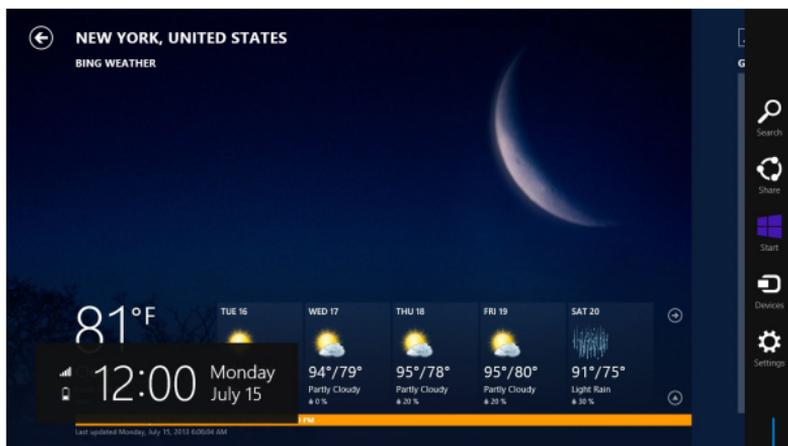 NEW YORK, UNITED STATES
BING WEATHER
G
Search
Share
Start
Devices
Settings
81°F
TUE 16
WED 17
94°/79°
Partly Cloudy
0 %
THU 18
95°/78°
Partly Cloudy
20 %
FRI 19
95°/80°
Partly Cloudy
20 %
SAT 20
91°/75°
Light Rain
30 %
12:00
Monday
July 15
PM
Last updated Monday, July 15, 2013 6:06:04 AM